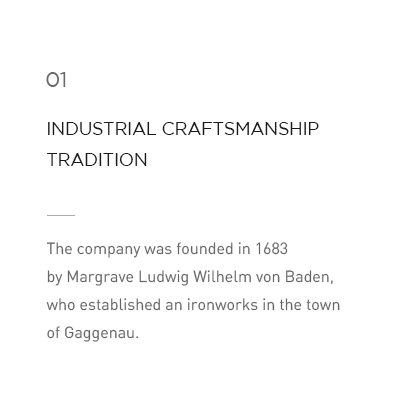 01
INDUSTRIAL CRAFTSMANSHIP
TRADITION
The company was founded in 1683
by Margrave Ludwig Wilhelm von Baden,
who established an ironworks in the town
of Gaggenau.